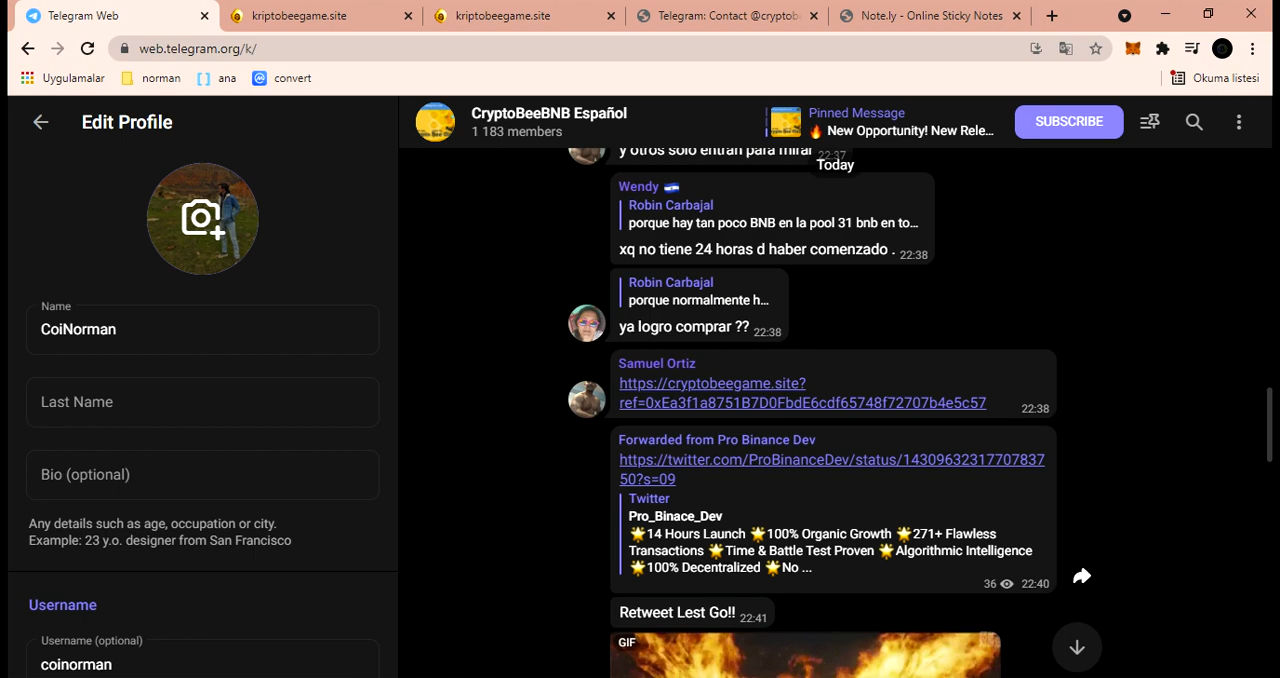 Telegram Web
kriptobeegame.site
kriptobeegame.site
Telegram: Contact @cryptob
Note.ly - Online Sticky Notes
web.telegram.org/k/
Uygulamalar
norman
ana
convert
Okuma listesi
Edit Profile
Name
CoiNorman
Last Name
Bio (optional)
Any details such as age, occupation or city.
Example: 23 y.o. designer from San Francisco
Username
Username (optional)
coinorman
CryptoBeeBNB Español
1 183 members
Pinned Message
🔥 New Opportunity! New Rele...
SUBSCRIBE
y otros solo entran para mirar
22:37
Today
Wendy 🇸🇻
Robin Carbajal
porque hay tan poco BNB en la pool 31 bnb en to...
xq no tiene 24 horas d haber comenzado .
22:38
Robin Carbajal
porque normalmente h...
ya logro comprar ??
22:38
Samuel Ortiz
https://cryptobeegame.site?
ref=0xEa3f1a8751B7D0FbdE6cdf65748f72707b4e5c57
22:38
Forwarded from Pro Binance Dev
https://twitter.com/ProBinanceDev/status/14309632317707837
50?s=09
Twitter
Pro_Binace_Dev
🌟14 Hours Launch 🌟100% Organic Growth 🌟271+ Flawless
Transactions 🌟Time & Battle Test Proven 🌟Algorithmic Intelligence
🌟100% Decentralized 🌟No ...
36
22:40
Retweet Lest Go!!
22:41
GIF